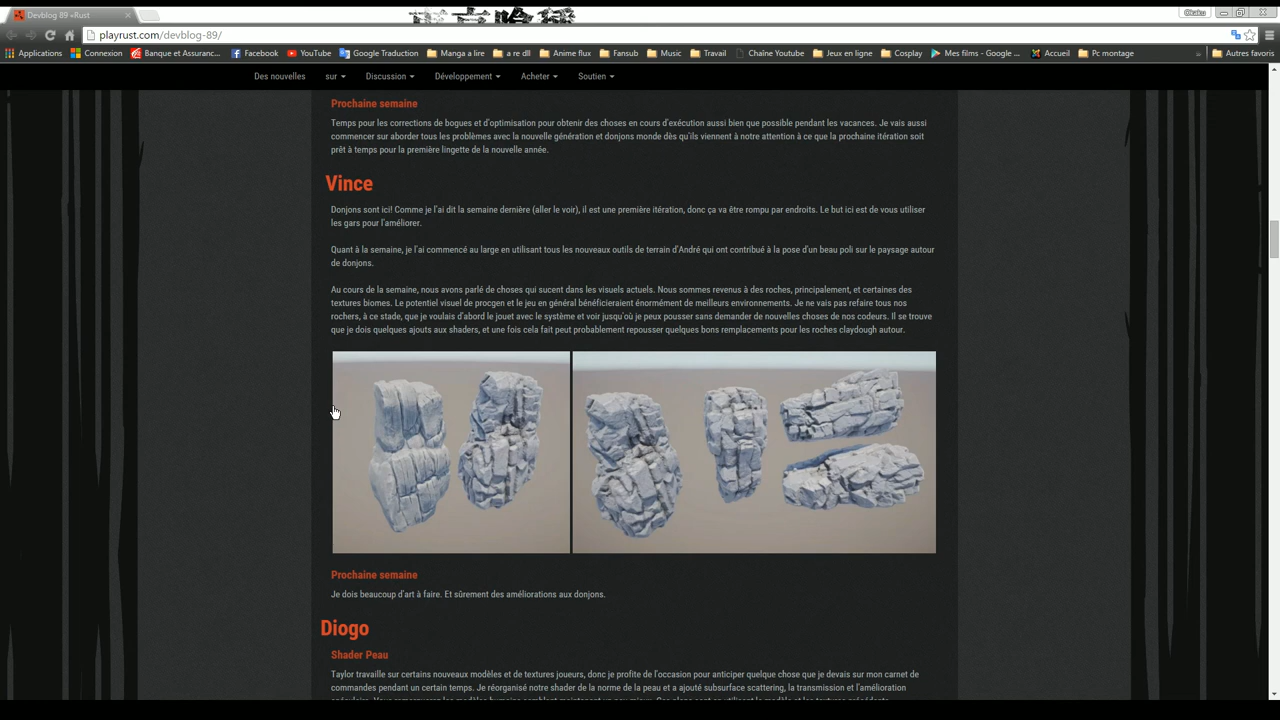 Devblog 89 «Rust
Okaku
playrust.com/devblog-89/
Applications Connexion Banque et Assuranc... Facebook YouTube Google Traduction Manga a lire a re dll Anime flux Fansub Music Travail Chaîne Youtube Jeux en ligne Cosplay Mes films - Google ... Accueil Pc montage Autres favoris
Des nouvelles sur Discussion Développement Acheter Soutien
Prochaine semaine
Temps pour les corrections de bogues et d'optimisation pour obtenir des choses en cours d'exécution aussi bien que possible pendant les vacances. Je vais aussi
commencer sur aborder tous les problèmes avec la nouvelle génération et donjons monde dès qu'ils viennent à notre attention à ce que la prochaine itération soit
prêt à temps pour la première lingette de la nouvelle année.
Vince
Donjons sont ici! Comme je l'ai dit la semaine dernière (aller le voir), il est une première itération, donc ça va être rompu par endroits. Le but ici est de vous utiliser
les gars pour l'améliorer.
Quant à la semaine, je l'ai commencé au large en utilisant tous les nouveaux outils de terrain d'André qui ont contribué à la pose d'un beau poli sur le paysage autour
de donjons.
Au cours de la semaine, nous avons parlé de choses qui sucent dans les visuels actuels. Nous sommes revenus à des roches, principalement, et certaines des
textures biomes. Le potentiel visuel de procgen et le jeu en général bénéficieraient énormément de meilleurs environnements. Je ne vais pas refaire tous nos
rochers, à ce stade, que je voulais d'abord le jouet avec le système et voir jusqu'où je peux pousser sans demander de nouvelles choses de nos codeurs. Il se trouve
que je dois quelques ajouts aux shaders, et une fois cela fait peut probablement repousser quelques bons remplacements pour les roches claydough autour.
Prochaine semaine
Je dois beaucoup d'art à faire. Et sûrement des améliorations aux donjons.
Diogo
Shader Peau
Taylor travaille sur certains nouveaux modèles et de textures joueurs, donc je profite de l'occasion pour anticiper quelque chose que je devais sur mon carnet de
commandes pendant un certain temps. Je réorganisé notre shader de la norme de la peau et a ajouté subsurface scattering, la transmission et l'amélioration